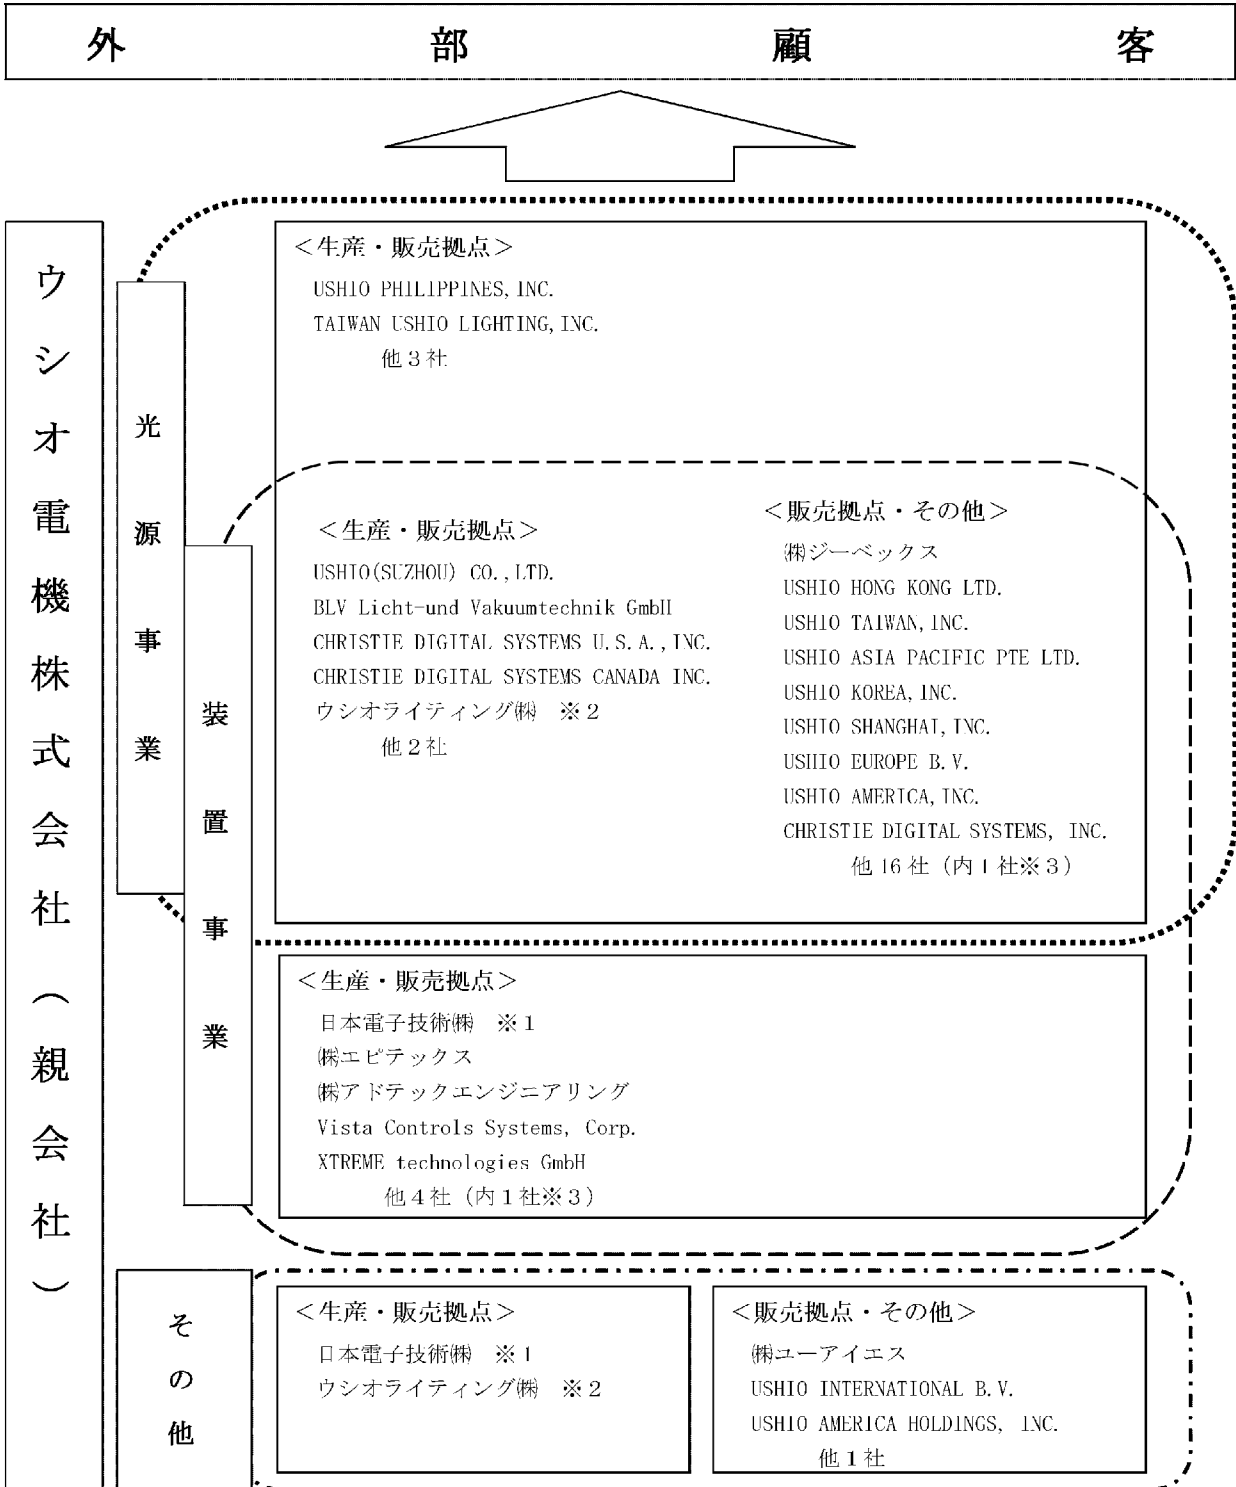 外部顧客
ウシオ電機株式会社（親会社）
光源事業
＜生産・販売拠点＞
USHIO PHILIPPINES, INC.
TAIWAN USHIO LIGHTING, INC.
他３社
装置事業
＜生産・販売拠点＞
USHIO(SUZHOU) CO., LTD.
BLV Licht-und Vakuumtechnik GmbH
CHRISTIE DIGITAL SYSTEMS U.S.A., INC.
CHRISTIE DIGITAL SYSTEMS CANADA INC.
ウシオライティング㈱　※２
他２社
＜販売拠点・その他＞
㈱ジーベックス
USHIO HONG KONG LTD.
USHIO TAIWAN, INC.
USHIO ASIA PACIFIC PTE LTD.
USHIO KOREA, INC.
USHIO SHANGHAI, INC.
USHIO EUROPE B.V.
USHIO AMERICA, INC.
CHRISTIE DIGITAL SYSTEMS, INC.
他16社（内１社※３）
＜生産・販売拠点＞
日本電子技術㈱　※１
㈱エピテックス
㈱アドテックエンジニアリング
Vista Controls Systems, Corp.
XTREME technologies GmbH
他４社（内１社※３）
その他
＜生産・販売拠点＞
日本電子技術㈱　※１
ウシオライティング㈱　※２
＜販売拠点・その他＞
㈱ユーアイエス
USHIO INTERNATIONAL B.V.
USHIO AMERICA HOLDINGS, INC.
他１社